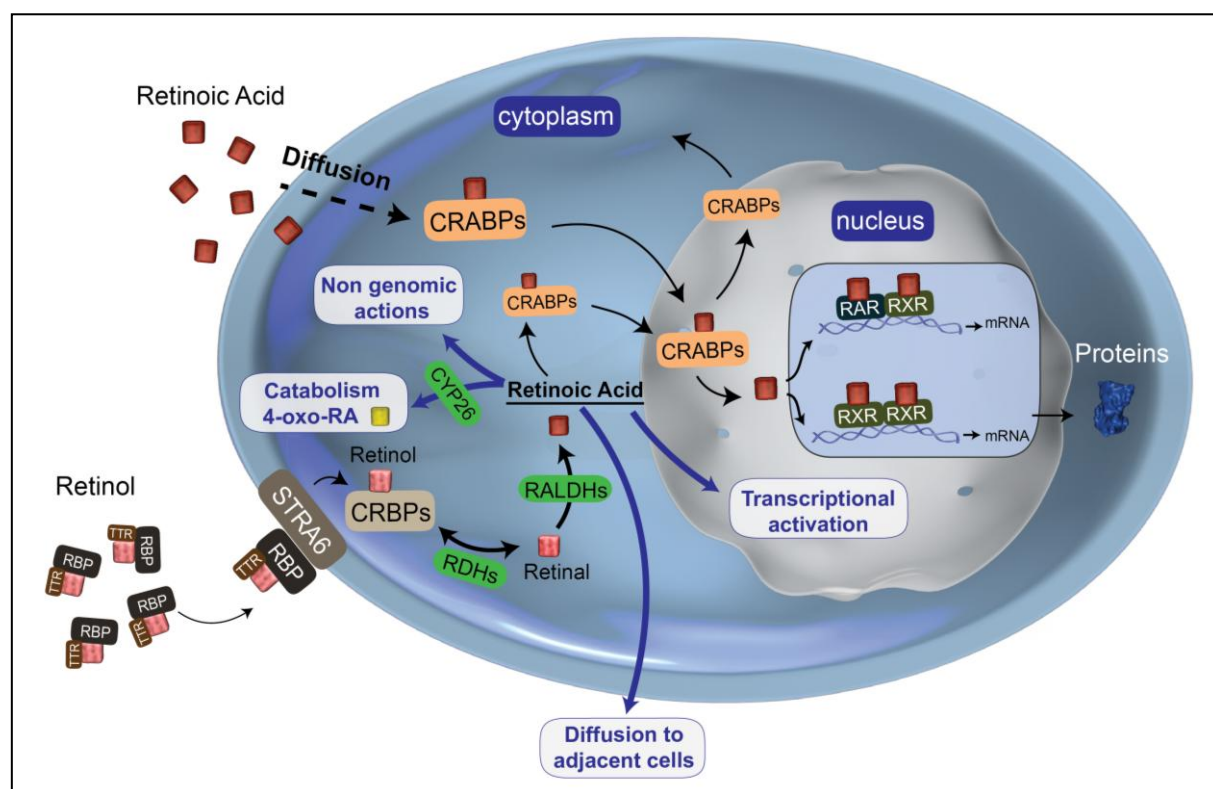 Retinoic Acid
Diffusion
cytoplasm
CRABPs
CRABPs
nucleus
Non genomic
actions
CRABPs
CRABPs
RAR
RXR
mRNA
RXR
RXR
mRNA
Proteins
Catabolism
4-oxo-RA
CYP26
Retinoic Acid
Retinol
CRBPs
STRA6
RBP
TTR
RALDHs
RDHs
Retinal
Transcriptional
activation
Retinol
TTR
RBP
RBP
TTR
RBP
TTR
RBP
TTR
Diffusion to
adjacent cells